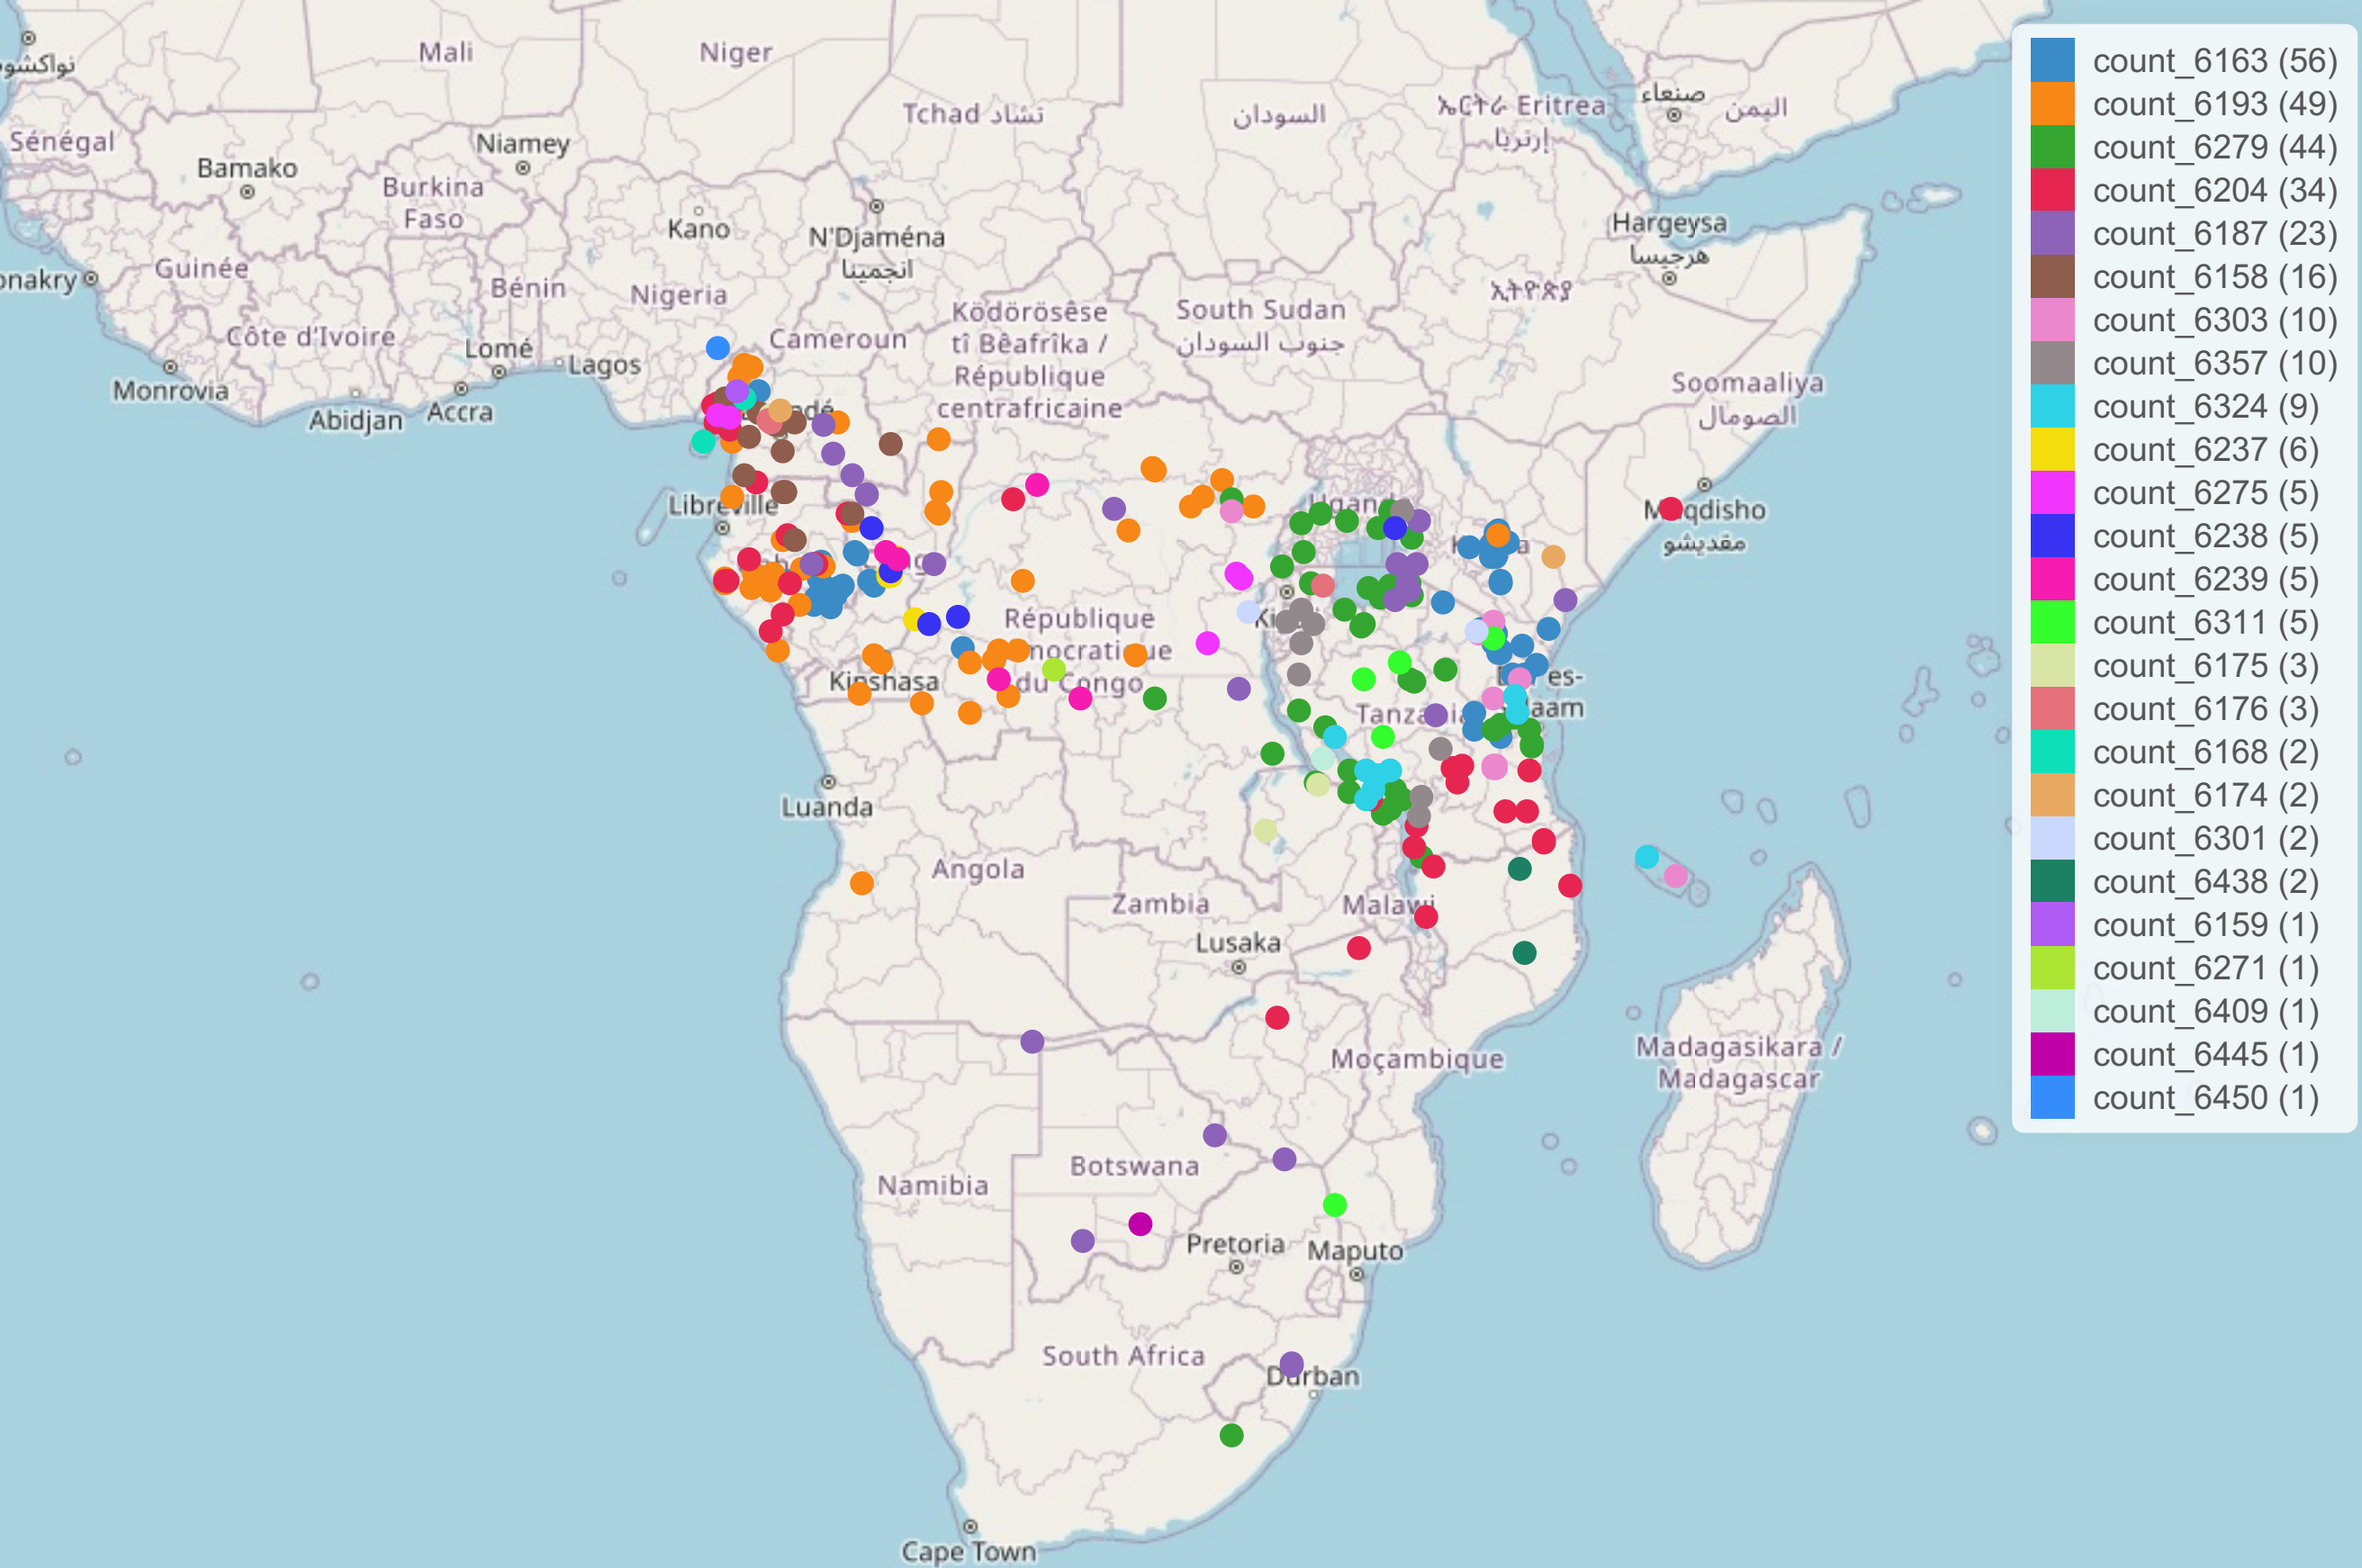 Mali
Niger
Tchad تشاد
السودان
ኤርትራ Eritrea
إرتريا
صنعاء
اليمن
Sénégal
Bamako
Niamey
Burkina
Faso
Kano
N'Djaména
انجمينا
Hargeysa
هرجيسا
Guinée
Bénin
Nigeria
Côte d'Ivoire
Lomé
Lagos
Cameroun
Ködörösêse
tî Bêafrîka /
République
centrafricaine
South Sudan
جنوب السودان
ኢትዮጵያ
Soomaaliya
الصومال
Monrovia
Abidjan
Accra
Libreville
Uganda
مقديشو
République
du Congo
Kinshasa
Tanzania
Luanda
Angola
Zambia
Malawi
Lusaka
Moçambique
Madagasikara /
Madagascar
Namibia
Botswana
Pretoria
Maputo
South Africa
Durban
Cape Town
count_6163 (56)
count_6193 (49)
count_6279 (44)
count_6204 (34)
count_6187 (23)
count_6158 (16)
count_6303 (10)
count_6357 (10)
count_6324 (9)
count_6237 (6)
count_6275 (5)
count_6238 (5)
count_6239 (5)
count_6311 (5)
count_6175 (3)
count_6176 (3)
count_6168 (2)
count_6174 (2)
count_6301 (2)
count_6438 (2)
count_6159 (1)
count_6271 (1)
count_6409 (1)
count_6445 (1)
count_6450 (1)